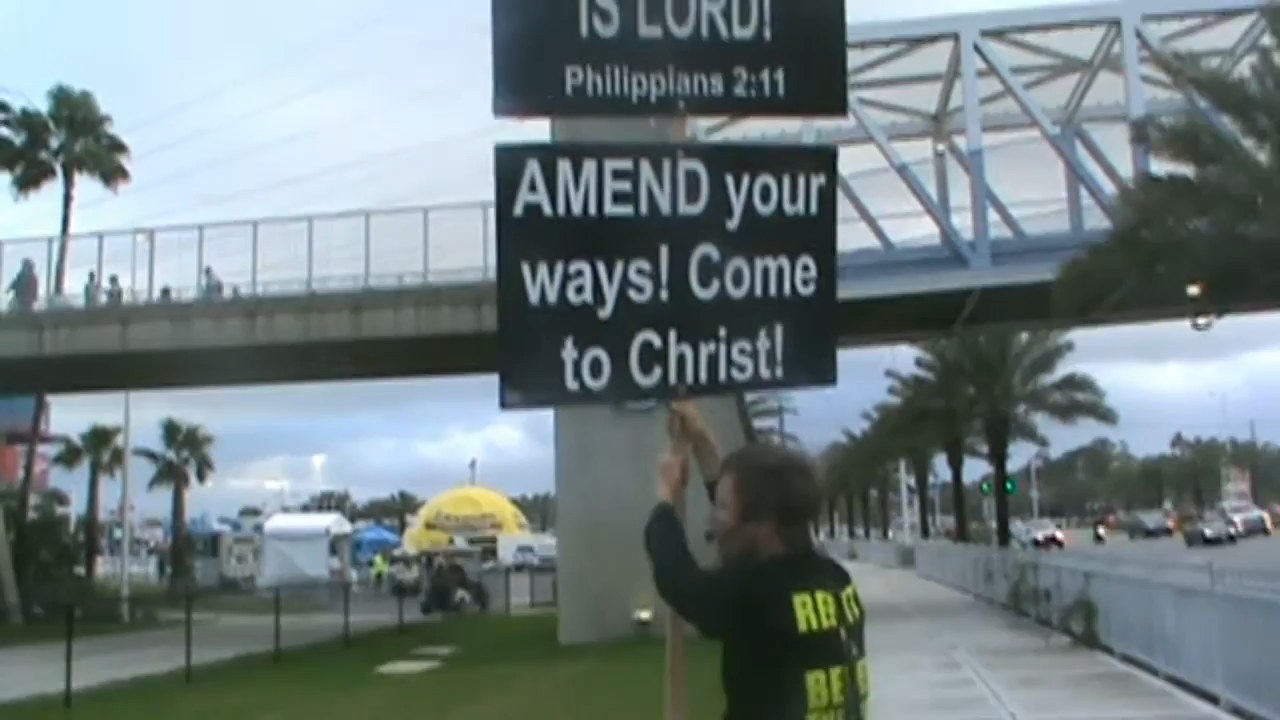 IS LORD!
Philippians 2:11
AMEND your
ways! Come
to Christ!